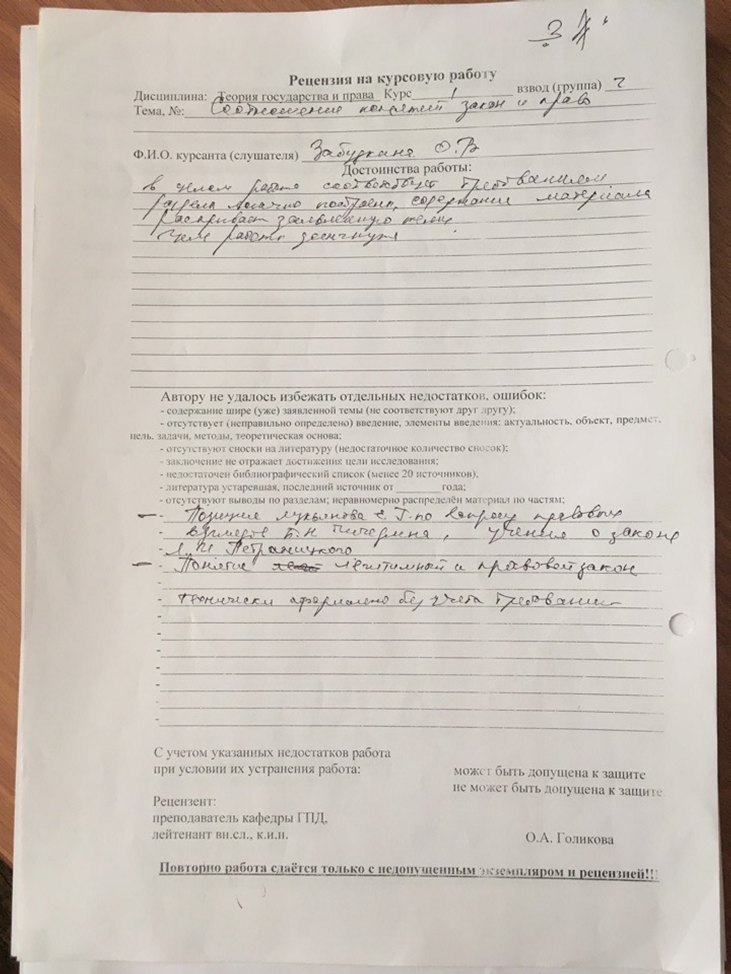 3
Рецензия на курсовую работу
Дисциплина: Теория государства и права Курс 1 взвод (группа)
Тема, №: Соотношение понятий закон и право
Ф.И.О. курсанта (слушателя) О.В
Достоинства работы:
в целом работа соответствует требованиям
логично построены, содержание материала
раскрывает заявленную тему
Цель работы достигнута
Автору не удалось избежать отдельных недостатков, ошибок:
- содержание шире (уже) заявленной темы (не соответствуют друг другу);
- отсутствует (неправильно определено) введение, элементы введения: актуальность, объект, предмет,
цель, задачи, методы, теоретическая основа;
- отсутствуют сноски на литературу (недостаточное количество сносок);
- заключение не отражает достижения цели исследования;
- недостаточен библиографический список (менее 20 источников),
- литература устаревшая, последний источник от ________ года;
- отсутствуют выводы по разделам; неравномерно распределён материал по частям;
- Позиция Лукьянова Е.Г. по вопросу правовых
- взглядов Б.Н Чичерина, учения о законе
- Л.И Петражицкого
- Понятие легитимный и правовой закон
-
- технически оформлено без учета требований
-
-
-
-
-
-
С учетом указанных недостатков работа
при условии их устранения работа:
может быть допущена к защите
не может быть допущена к защите
Рецензент:
преподаватель кафедры ГПД,
лейтенант вн.сл., к.и.н.
О.А. Голикова
Повторно работа сдаётся только с недопущенным экземпляром и рецензией!!!